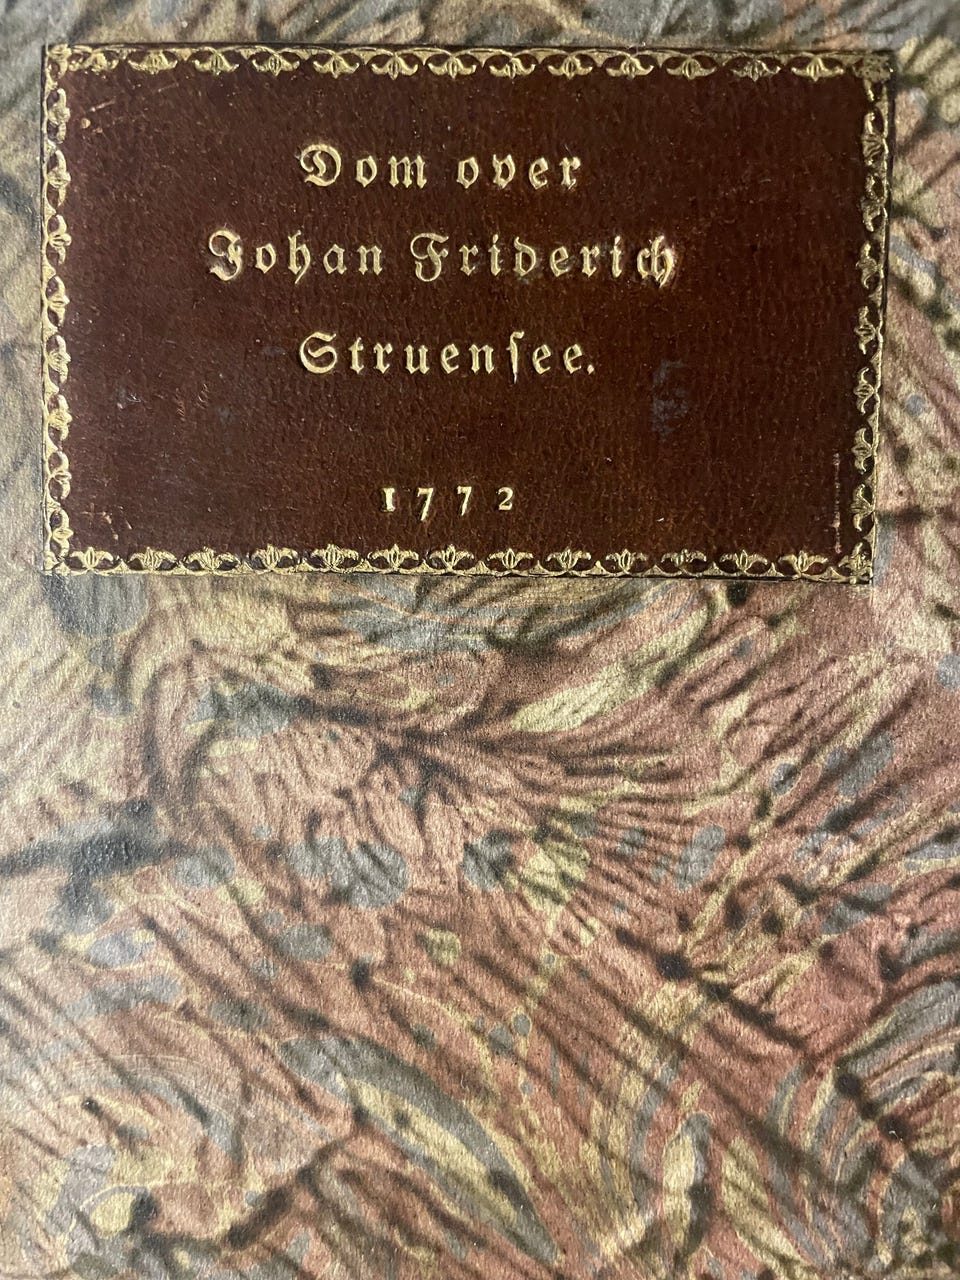 Dom over
Johan Friderich
Struenſee.
1772